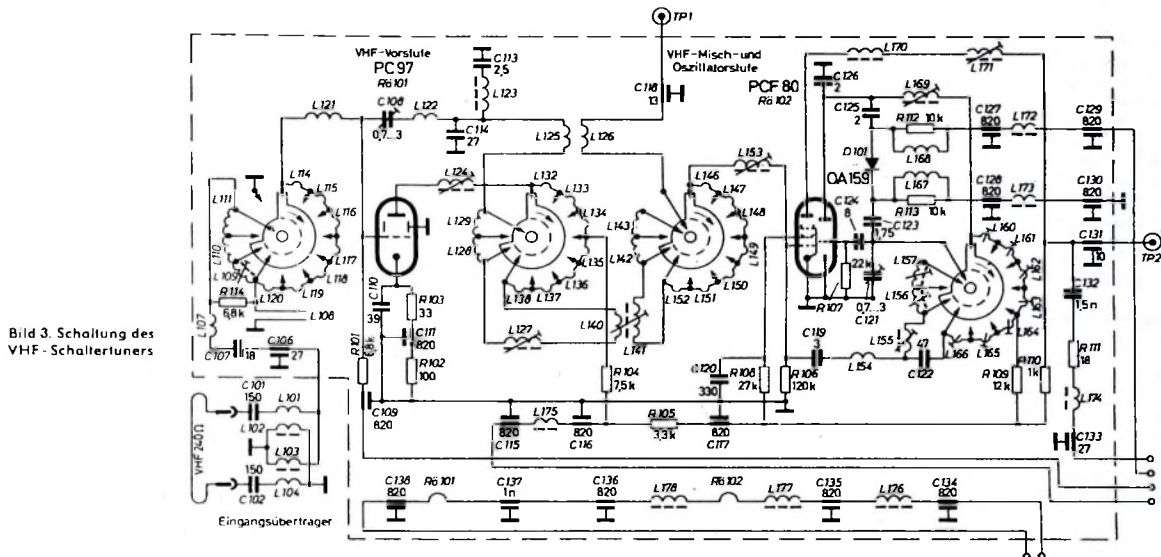 TP1
VHF-Vorstufe
PC 97
Rö 101
C113
2,5
VHF-Misch- und
Oszillatorstufe
PCF 80
Rö 102
L170
L171
L121
C108
0,7...3
L122
L123
C114
27
C118
13
C126
2
C125
2
L169
R112 10k
C127
820
L172
C129
820
L125
L126
L153
D101
OA159
L168
L167
R113 10k
C128
820
L173
C130
820
L114
L115
L116
L117
L118
L119
L120
L111
L110
L109
L108
L124
L132
L133
L134
L135
L136
L137
L138
L129
L128
L146
L147
L148
L149
L150
L151
L152
L143
L142
C124
8
C123
1,75
L160
L161
L162
L163
L164
L165
L166
L157
L156
C131
10
TP2
R114
6,8k
L107
C107 18
C106
27
C110
39
R103
33
C111
820
R102
100
R101
6,8k
L127
L140
L141
22k
R107
0,7...3
C121
C132
1,5n
Bild 3. Schaltung des
VHF-Schaltertuners
C119
3
L154
L155
47
C122
R109
12k
R110
1k
R111
18
L174
C101
150
L101
L102
L103
L104
150
C102
VHF 240Ω
Eingangsübertrager
C109
820
R104
7,5k
C120
330
R108
27k
R106
120k
820
C115
L175
C116
R105
3,3k
820
C117
C133
27
C138
820
Rö101
C137
1n
C136
820
L178
Rö102
L177
C135
820
L176
C134
820